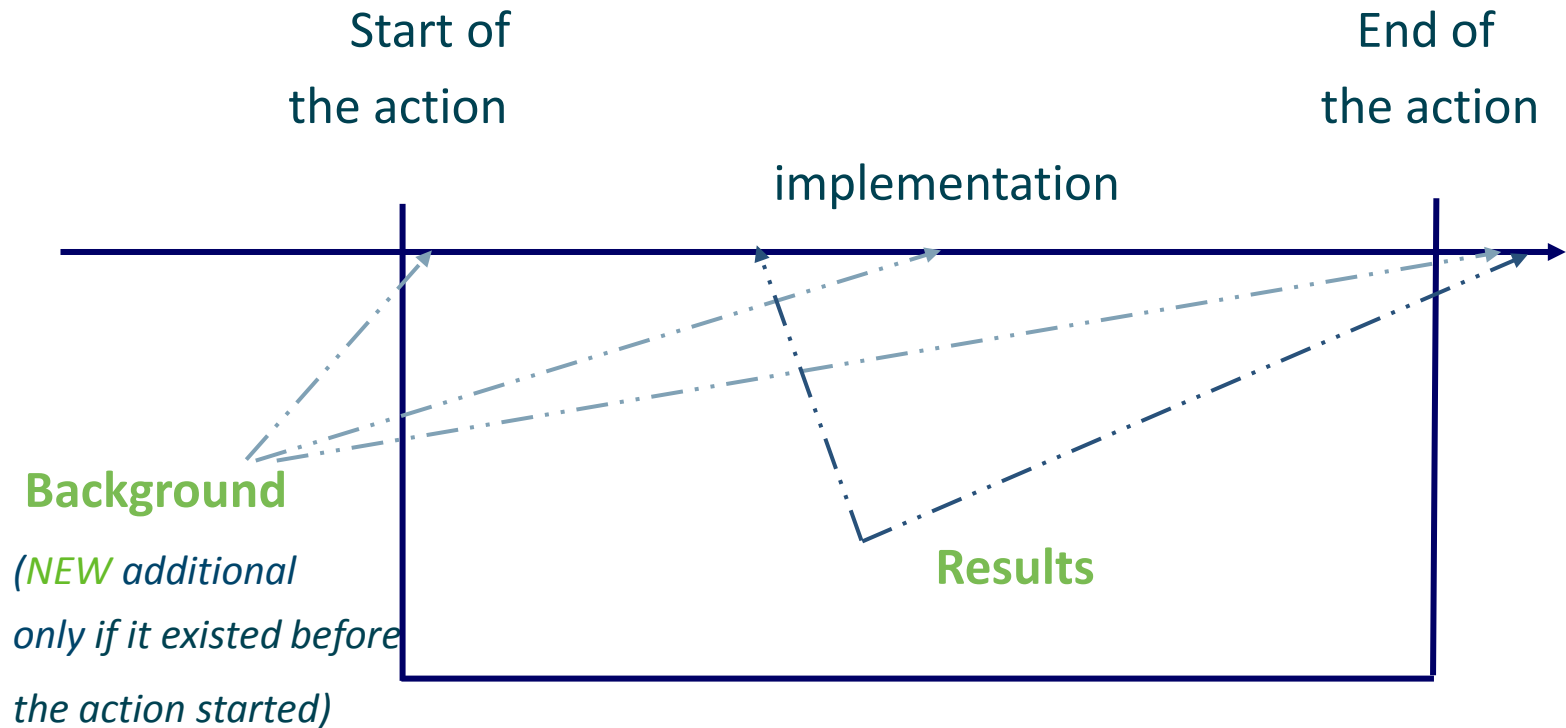 Start of
the action
End of
the action
implementation
Background
(NEW additional
only if it existed before
the action started)
Results